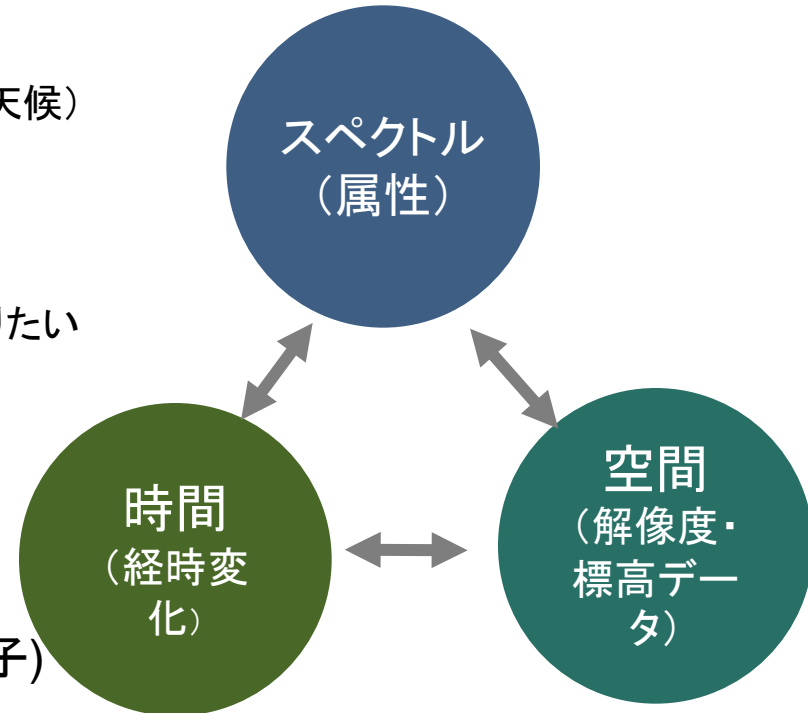 天候）
スペクトル
（属性）
りたい
時間
（経時変
化）
空間
（解像度・
標高デー
タ）
子)